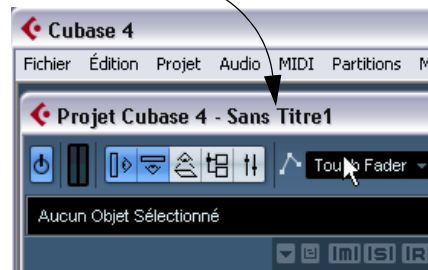 Cubase 4
Fichier Édition Projet Audio MIDI Partitions M
Projet Cubase 4 - Sans Titre1
Touch Fader
Aucun Objet Sélectionné
m S R